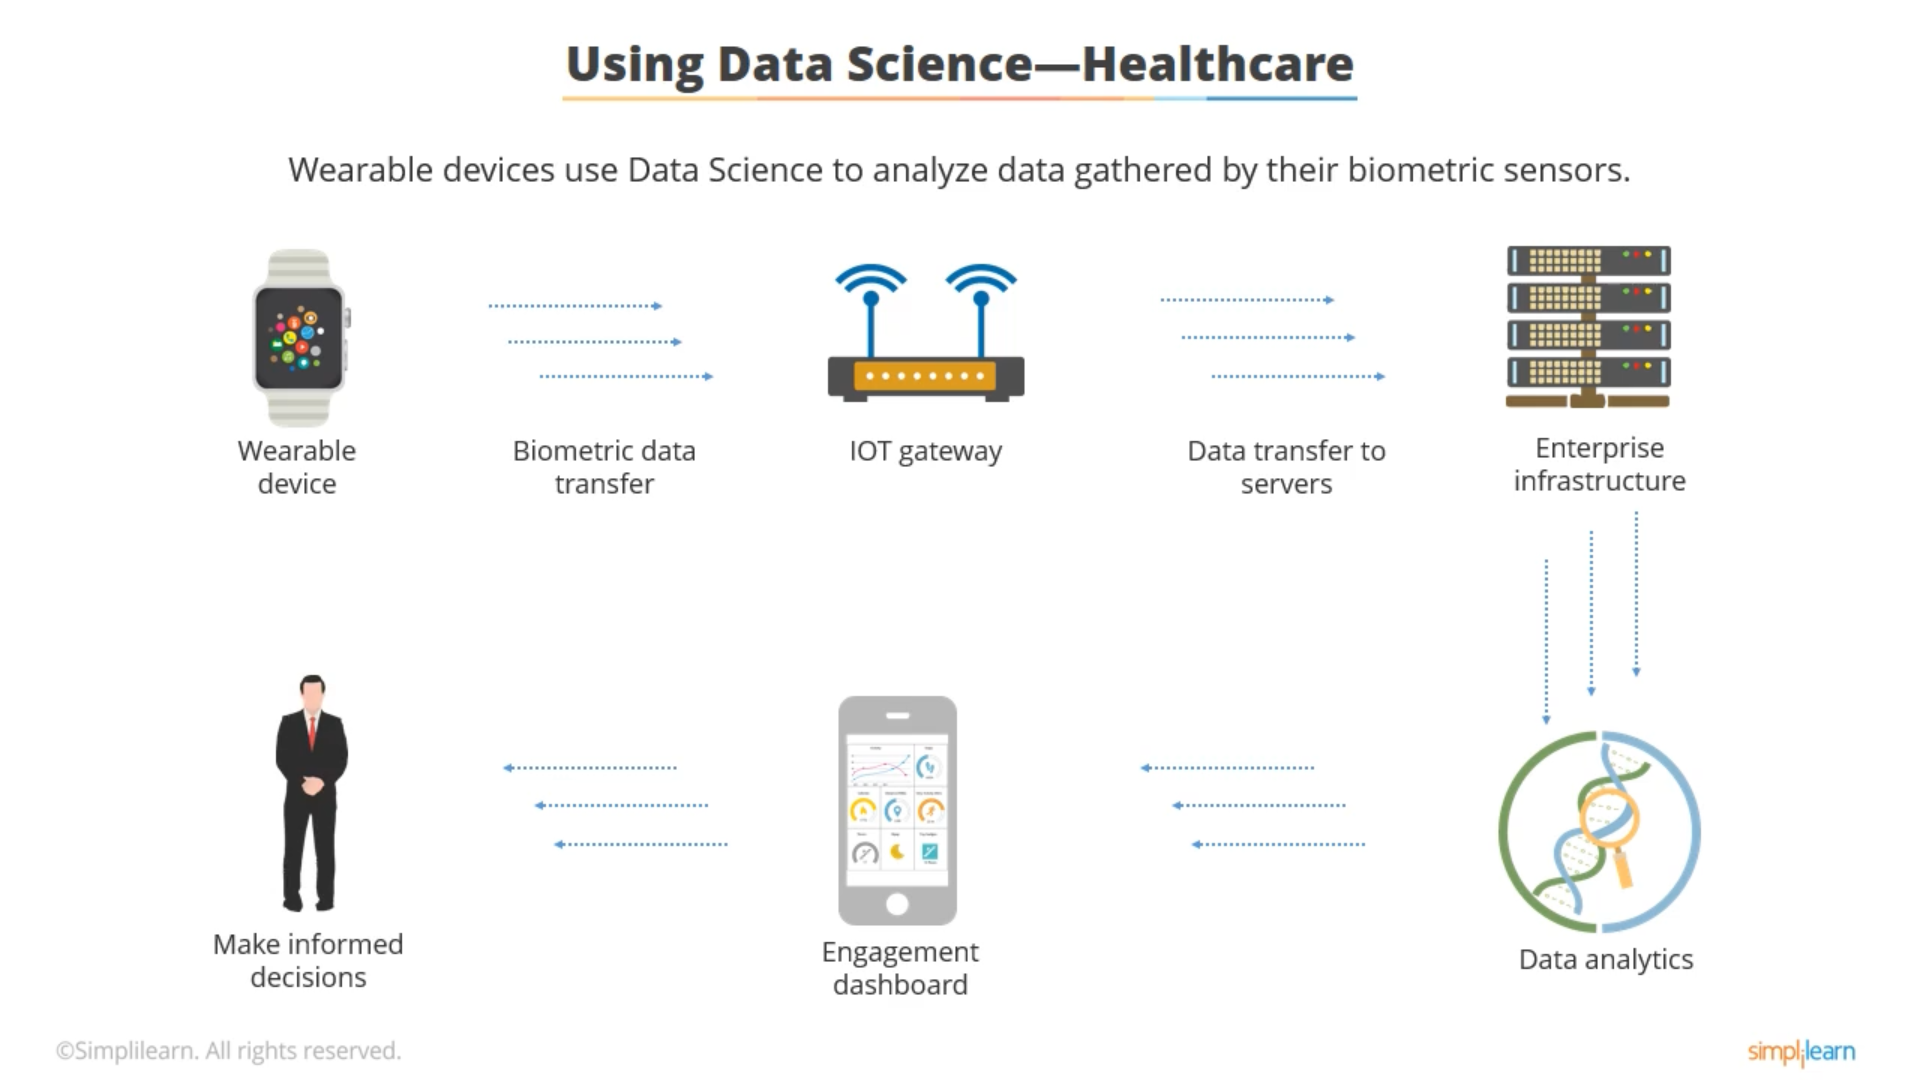 Using Data Science—Healthcare
Wearable devices use Data Science to analyze data gathered by their biometric sensors.
Wearable
device
Biometric data
transfer
IOT gateway
Data transfer to
servers
Enterprise
infrastructure
Make informed
decisions
Engagement
dashboard
Data analytics
©Simplilearn. All rights reserved.
simplilearn